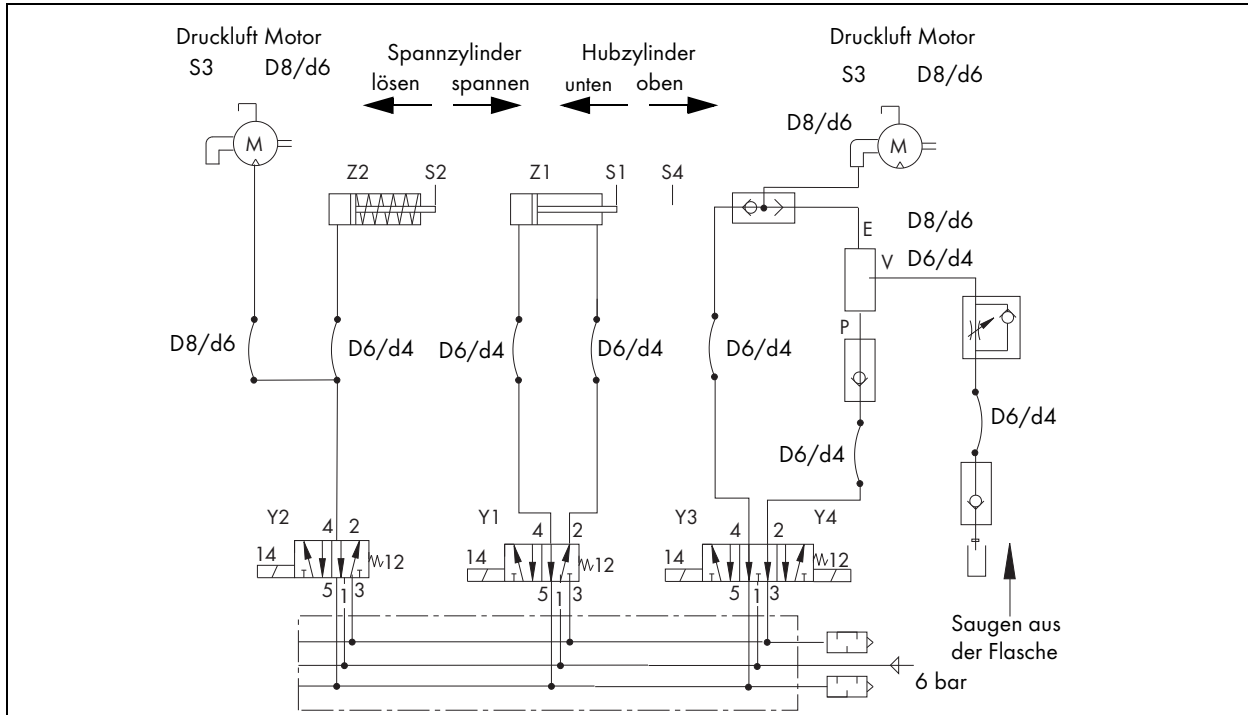 Druckluft Motor
S3 D8/d6
Spannzylinder
lösen spannen
Hubzylinder
unten oben
Druckluft Motor
S3 D8/d6
D8/d6
M
M
Z2 S2
Z1 S1
S4
E
D8/d6
V D6/d4
P
D8/d6
D6/d4
D6/d4
D6/d4
D6/d4
D6/d4
D6/d4
Y2 4 2
14 12
5 1 3
Y1 4 2
14 12
5 1 3
Y3 4 2 Y4
14 12
5 1 3
Saugen aus
der Flasche
6 bar